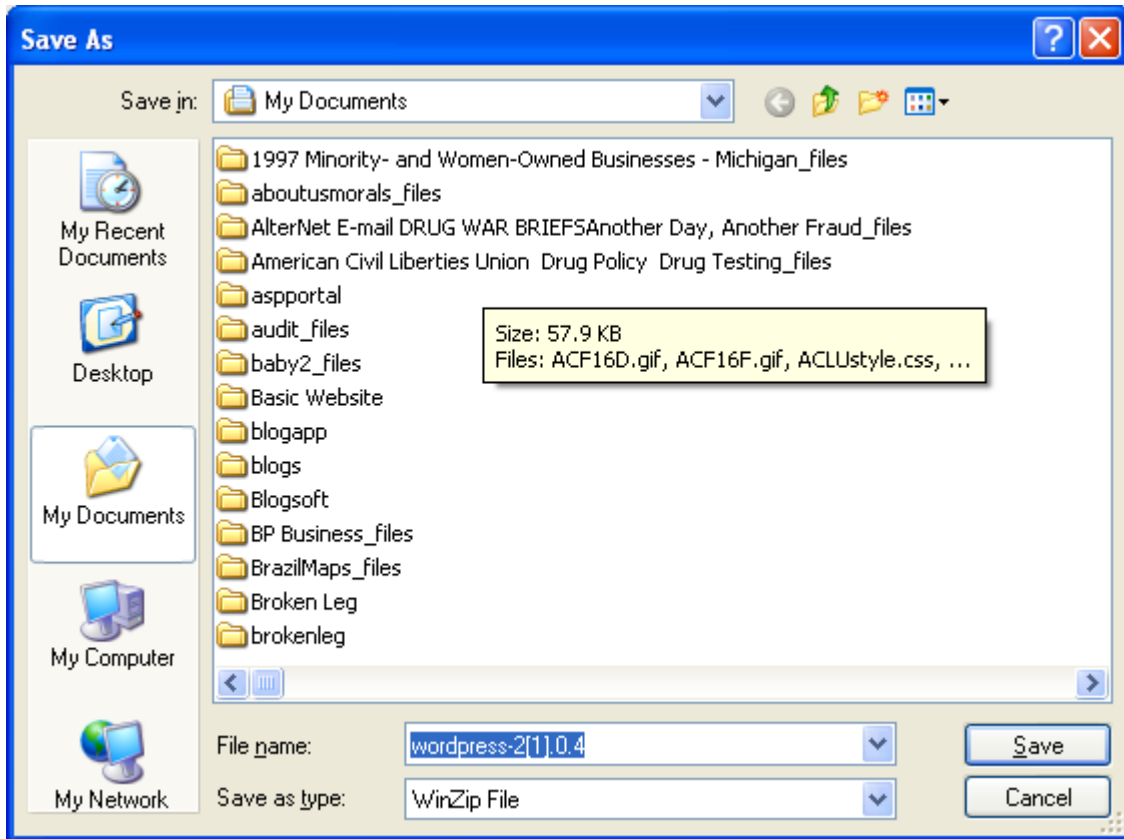 Save As
Save in:
My Documents
My Recent
Documents
Desktop
My Documents
My Computer
My Network
1997 Minority- and Women-Owned Businesses - Michigan_files
aboutusmorals_files
AlterNet E-mail DRUG WAR BRIEFSAnother Day, Another Fraud_files
American Civil Liberties Union  Drug Policy  Drug Testing_files
aspportal
audit_files
baby2_files
Basic Website
blogapp
blogs
Blogsoft
BP Business_files
BrazilMaps_files
Broken Leg
brokenleg
Size: 57.9 KB
Files: ACF16D.gif, ACF16F.gif, ACLUstyle.css, ...
File name:
wordpress-2[1].0.4
Save
Save as type:
WinZip File
Cancel